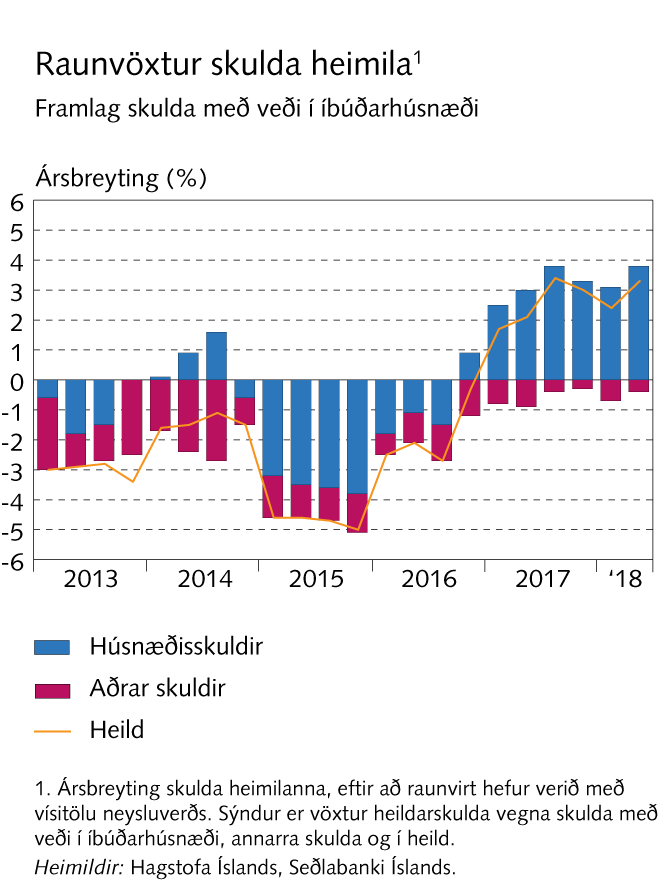 Raunvöxtur skulda heimila¹
Framlag skulda með veði í íbúðarhúsnæði
Ársbreyting (%)
6
5
4
3
2
1
0
-1
-2
-3
-4
-5
-6
2013 2014 2015 2016 2017 ‘18
Húsnæðisskuldir
Aðrar skuldir
Heild
1. Ársbreyting skulda heimilanna, eftir að raunvirt hefur verið með
vísitölu neysluverðs. Sýndur er vöxtur heildarskulda vegna skulda með
veði í íbúðarhúsnæði, annarra skulda og í heild.
Heimildir: Hagstofa Íslands, Seðlabanki Íslands.